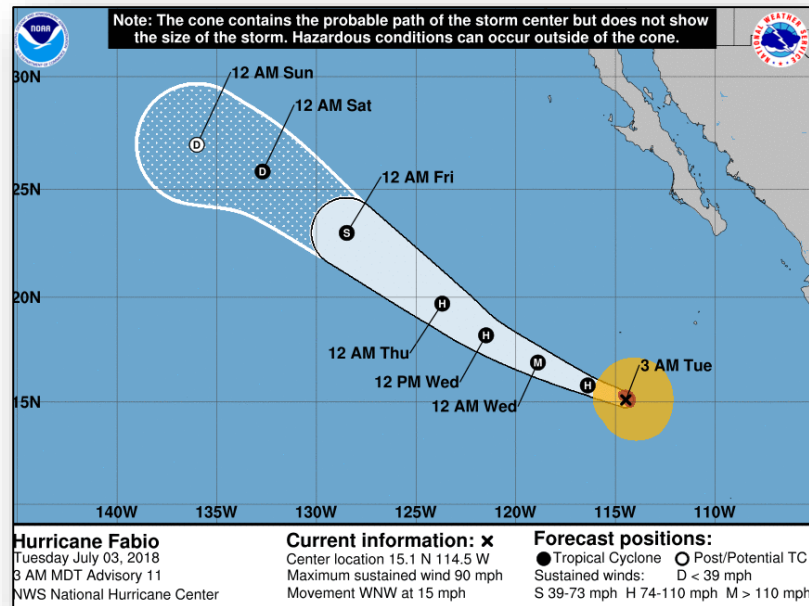 Note: The cone contains the probable path of the storm center but does not show
the size of the storm. Hazardous conditions can occur outside of the cone.
NOAA
NATIONAL WEATHER SERVICE
30N
12 AM Sun
12 AM Sat
D
D
25N
12 AM Fri
S
20N
H
12 AM Thu
H
12 PM Wed
M
12 AM Wed
H
3 AM Tue
15N
140W 135W 130W 125W 120W 115W 110W
Hurricane Fabio
Tuesday July 03, 2018
3 AM MDT Advisory 11
NWS National Hurricane Center
Current information: ×
Center location 15.1 N 114.5 W
Maximum sustained wind 90 mph
Movement WNW at 15 mph
Forecast positions:
● Tropical Cyclone ○ Post/Potential TC
Sustained winds: D < 39 mph
S 39-73 mph H 74-110 mph M > 110 mph